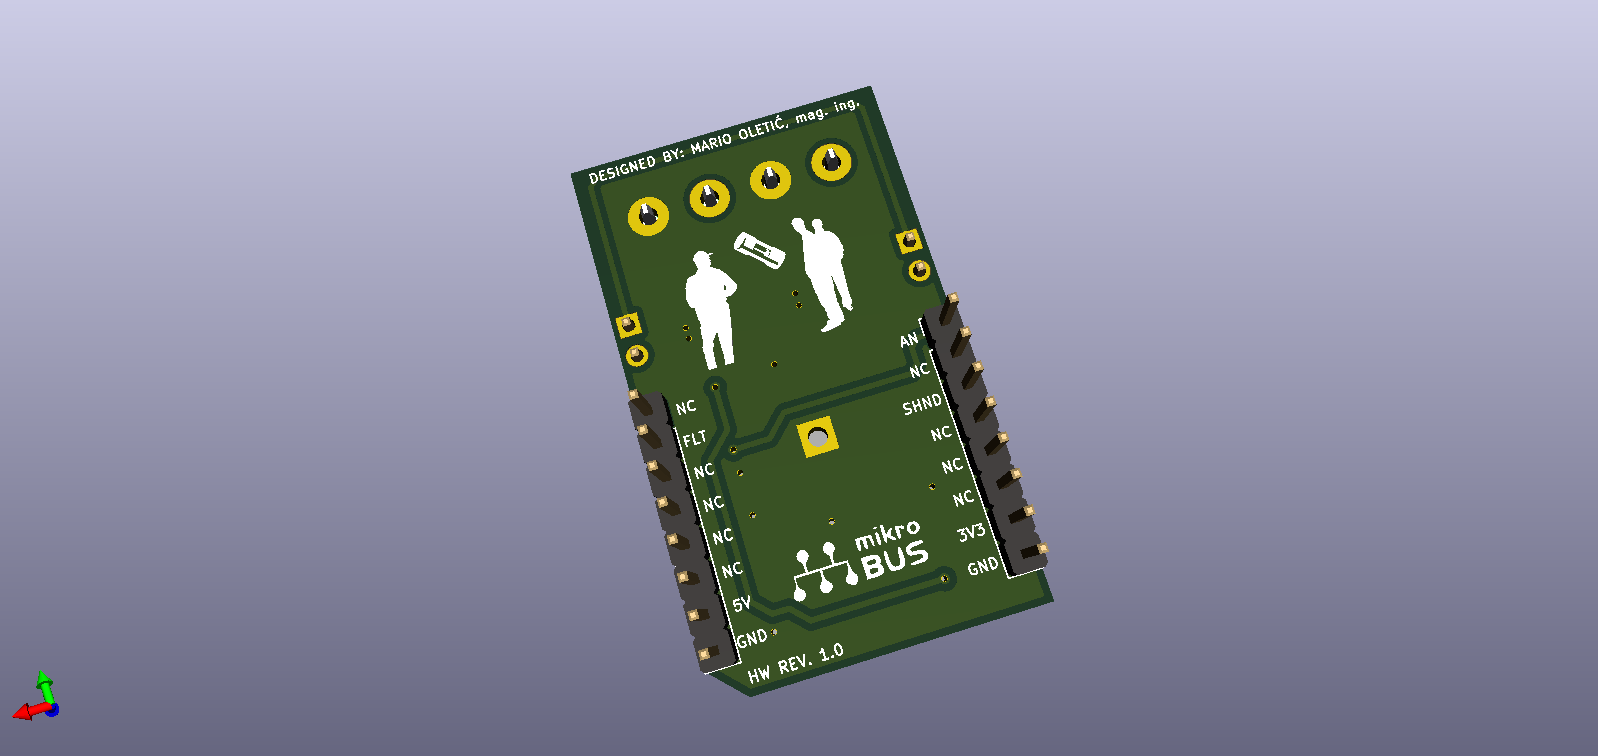 DESIGNED BY: MARIO OLETIĆ, mag. ing.
AN
NC
SHND
NC
NC
NC
3V3
GND
NC
FLT
NC
NC
NC
NC
5V
GND
mikro
BUS
HW REV. 1.0